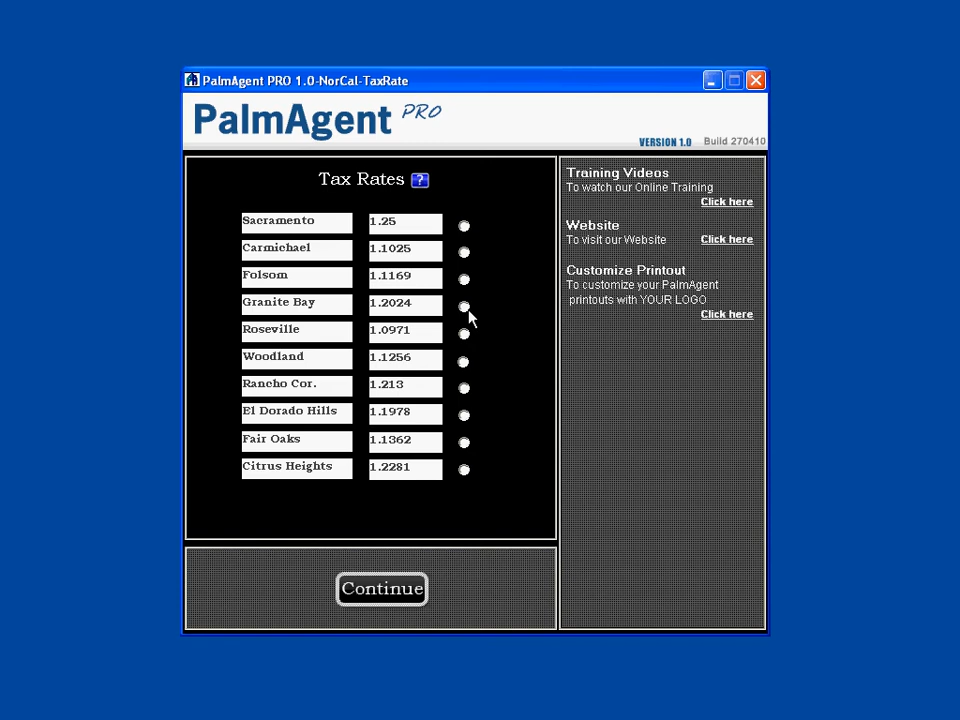 PalmAgent PRO 1.0-NorCal-TaxRate
PalmAgent PRO
VERSION 1.0 Build 270410
Tax Rates ?
Sacramento 1.25
Carmichael 1.1025
Folsom 1.1169
Granite Bay 1.2024
Roseville 1.0971
Woodland 1.1256
Rancho Cor. 1.213
El Dorado Hills 1.1978
Fair Oaks 1.1362
Citrus Heights 1.2281
Continue
Training Videos
To watch our Online Training
Click here
Website
To visit our Website Click here
Customize Printout
To customize your PalmAgent
printouts with YOUR LOGO
Click here